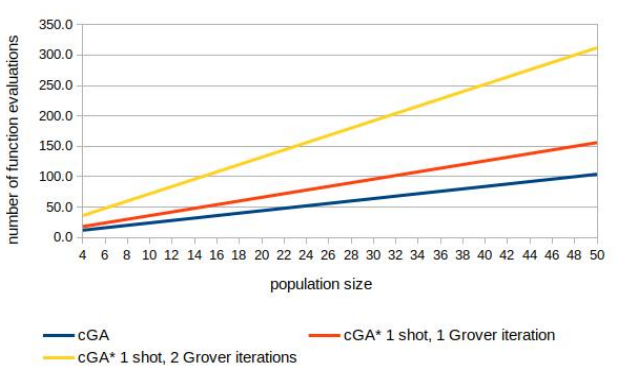 350.0
300.0
250.0
200.0
150.0
100.0
50.0
0.0
number of function evaluations
4 6 8 10 12 14 16 18 20 22 24 26 28 30 32 34 36 38 40 42 44 46 48 50
population size
cGA cGA* 1 shot, 1 Grover iteration
cGA* 1 shot, 2 Grover iterations